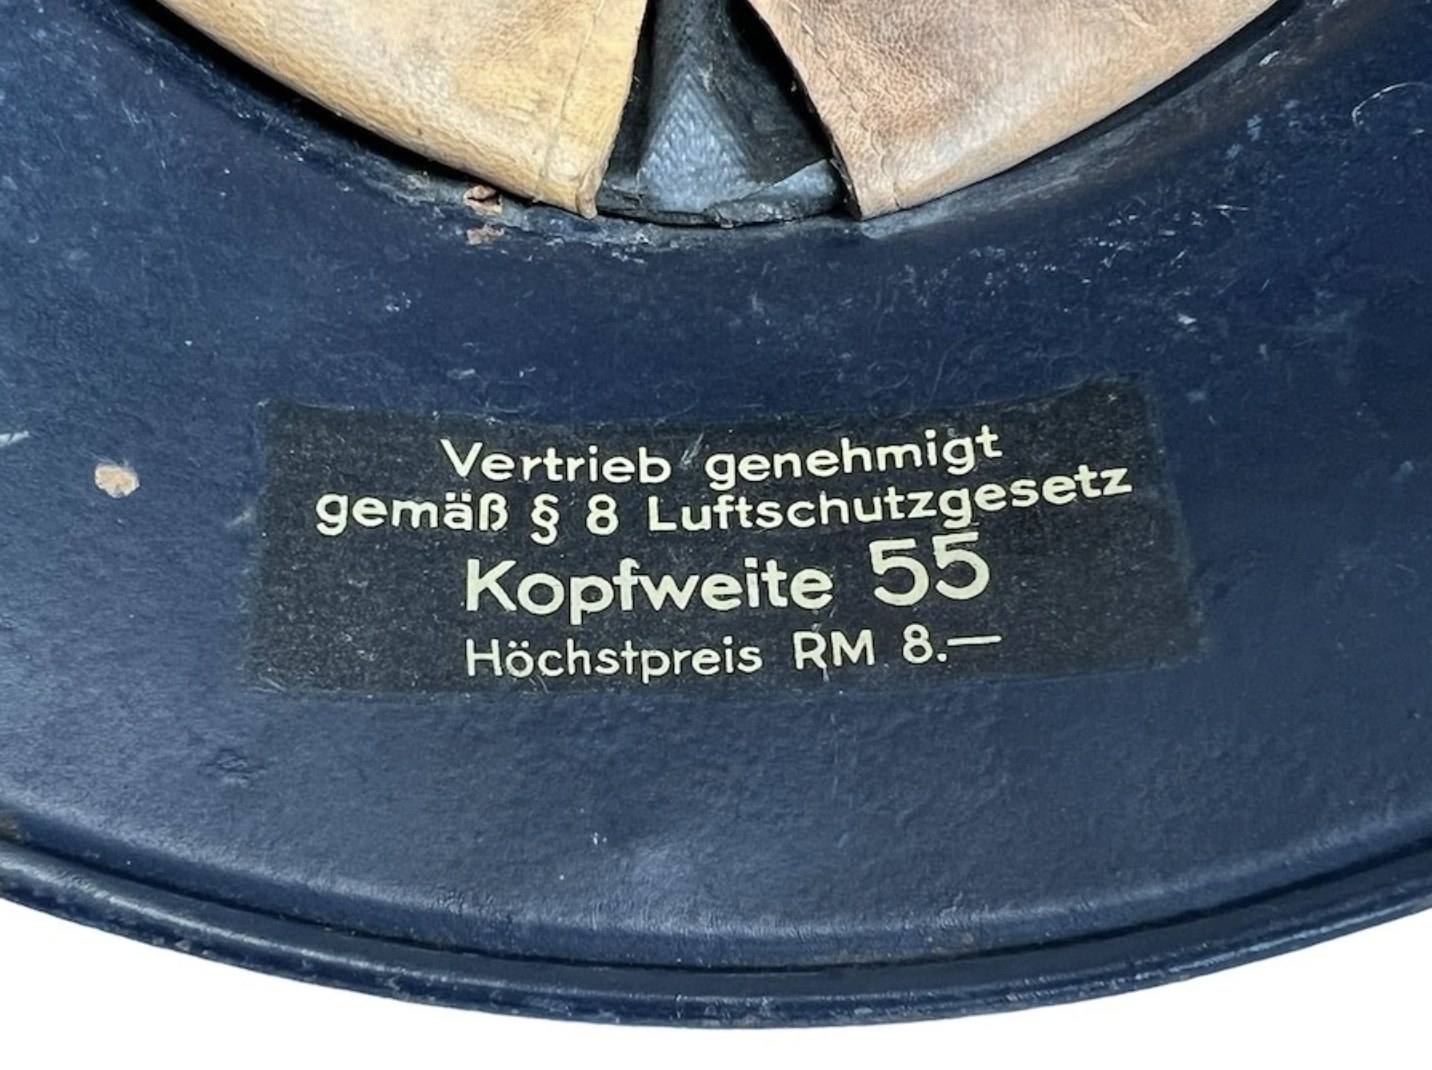 Vertrieb genehmigt
gemäß § 8 Luftschutzgesetz
Kopfweite 55
Höchstpreis RM 8.—